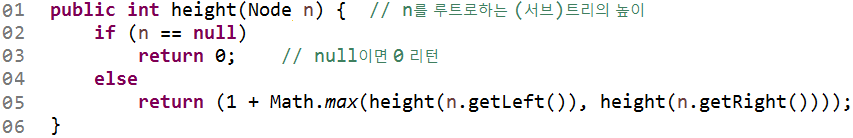 01 public int height(Node n) {  // n를 루트로하는 (서브)트리의 높이
02     if (n == null)
03         return 0;    // null이면 0 리턴
04     else
05         return (1 + Math.max(height(n.getLeft()), height(n.getRight())));
06 }